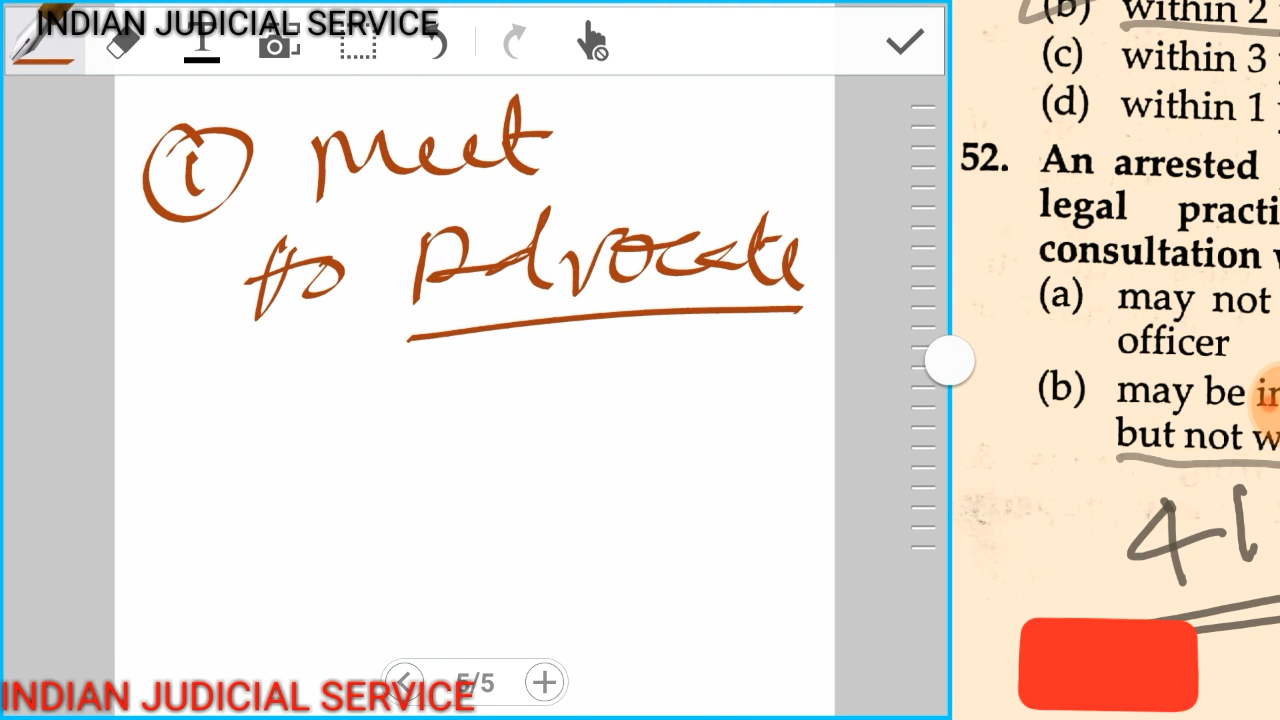 INDIAN JUDICIAL SERVICE
T
① meet
to Advocate
5/5
INDIAN JUDICIAL SERVICE
(b) within 2
(c) within 3
(d) within 1
52. An arrested
legal practi
consultation
(a) may not
officer
(b) may be in
but not w
41